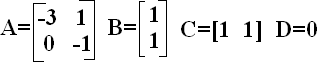 A=[-3 1
0 -1] B=[1
1] C=[1 1] D=0